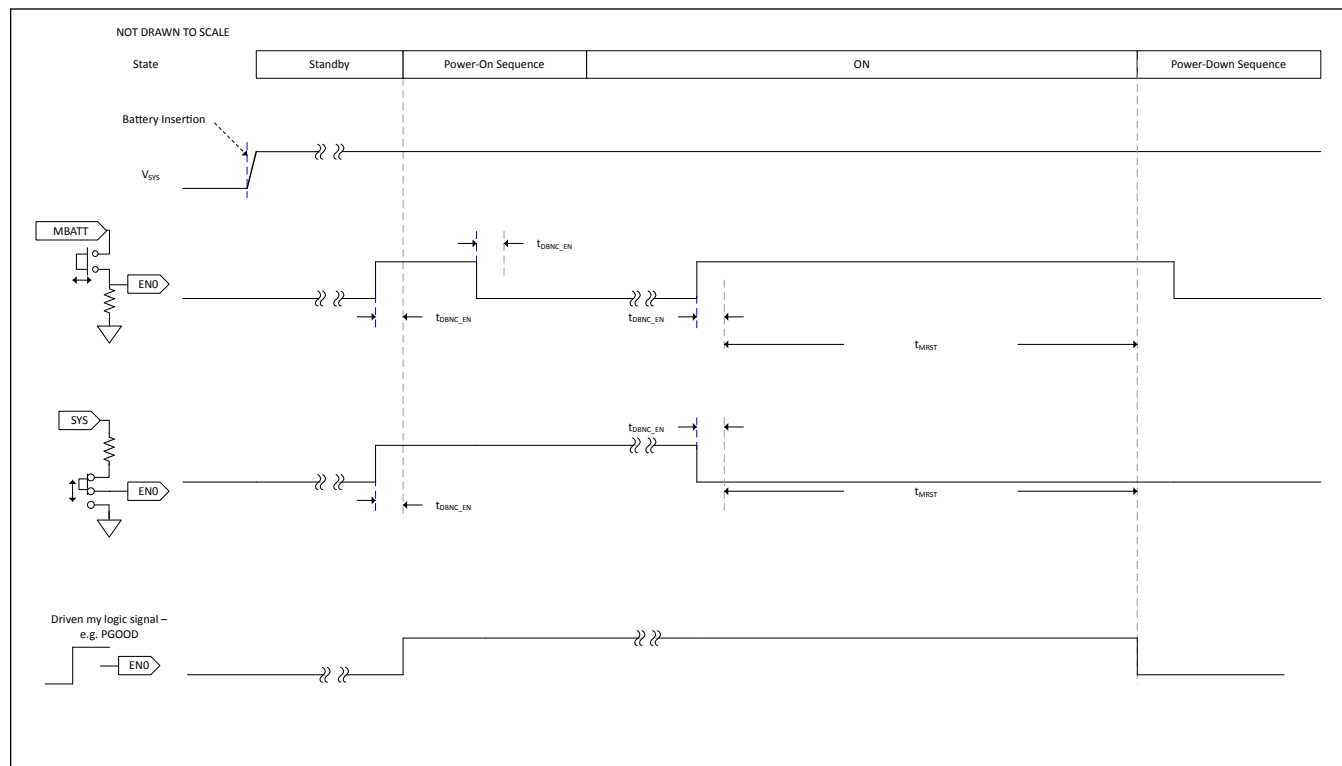 NOT DRAWN TO SCALE
State
Standby
Power-On Sequence
ON
Power-Down Sequence
Battery Insertion
VSYS
MBATT
EN0
tDBNC_EN
tDBNC_EN
tDBNC_EN
tMRST
SYS
EN0
tDBNC_EN
tDBNC_EN
tMRST
Driven my logic signal –
e.g. PGOOD
EN0